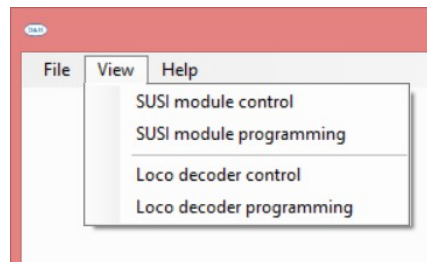 D&H
File View Help
SUSI module control
SUSI module programming
Loco decoder control
Loco decoder programming